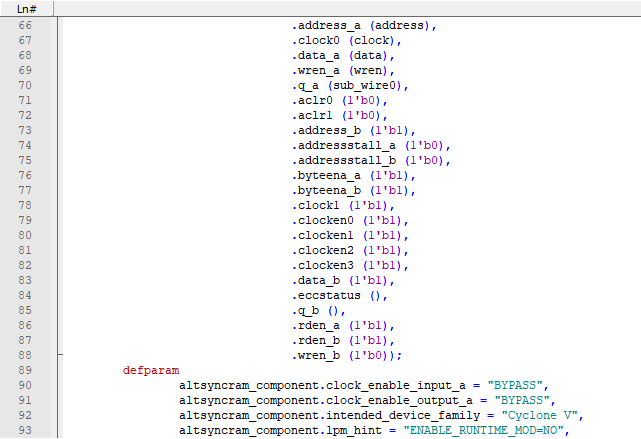 Ln#
66 .address_a (address),
67 .clock0 (clock),
68 .data_a (data),
69 .wren_a (wren),
70 .q_a (sub_wire0),
71 .aclr0 (1'b0),
72 .aclr1 (1'b0),
73 .address_b (1'b1),
74 .addressstall_a (1'b0),
75 .addressstall_b (1'b0),
76 .byteena_a (1'b1),
77 .byteena_b (1'b1),
78 .clock1 (1'b1),
79 .clocken0 (1'b1),
80 .clocken1 (1'b1),
81 .clocken2 (1'b1),
82 .clocken3 (1'b1),
83 .data_b (1'b1),
84 .eccstatus (),
85 .q_b (),
86 .rden_a (1'b1),
87 .rden_b (1'b1),
88 .wren_b (1'b0));
89 defparam
90 altsyncram_component.clock_enable_input_a = "BYPASS",
91 altsyncram_component.clock_enable_output_a = "BYPASS",
92 altsyncram_component.intended_device_family = "Cyclone V",
93 altsyncram_component.lpm_hint = "ENABLE_RUNTIME_MOD=NO",